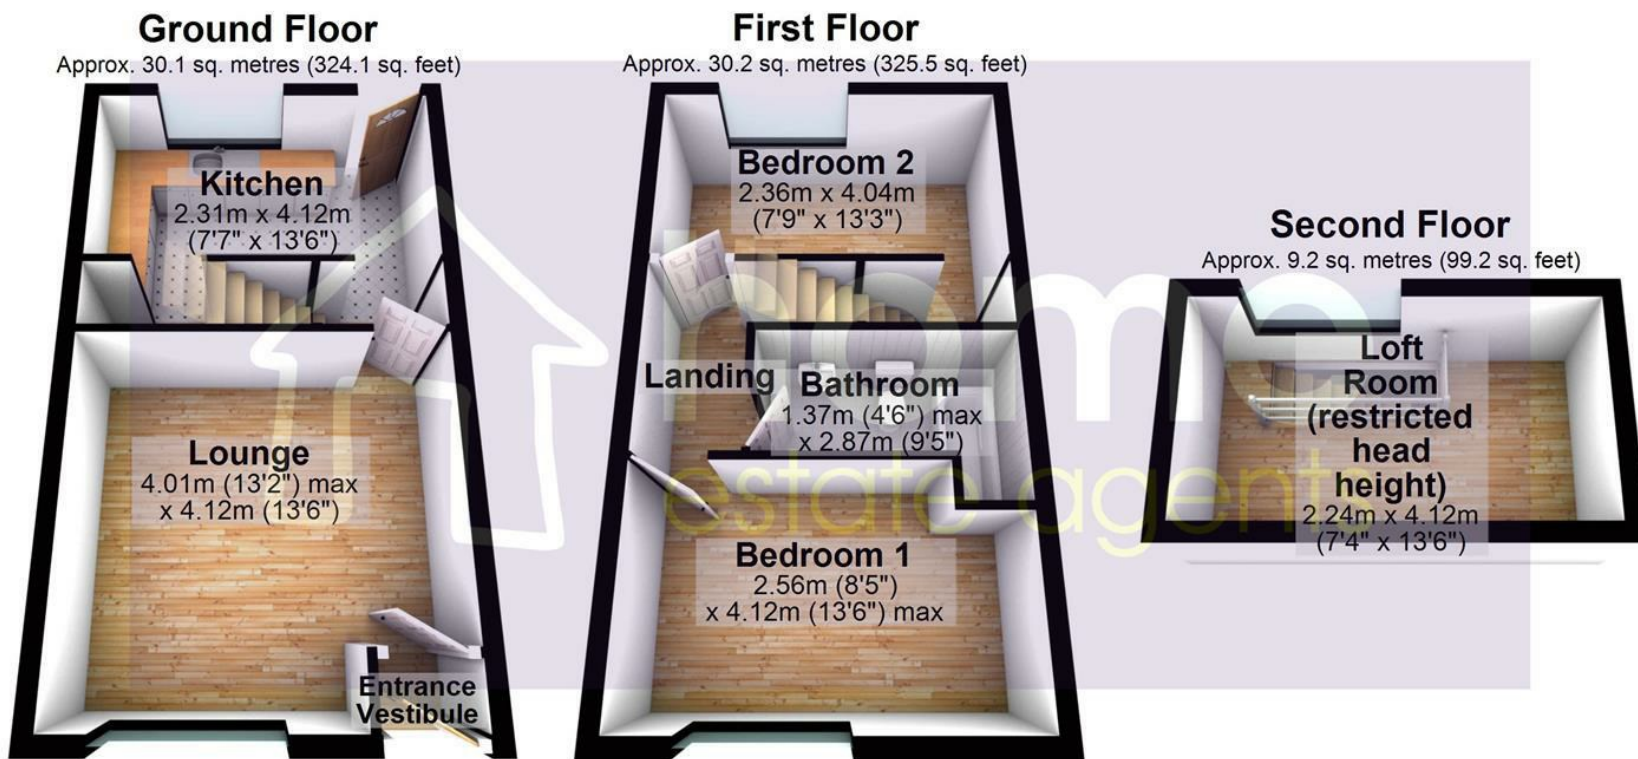 Ground Floor
Approx. 30.1 sq. metres (324.1 sq. feet)
Kitchen
2.31m x 4.12m
(7'7" x 13'6")
Lounge
4.01m (13'2") max
x 4.12m (13'6")
Entrance
Vestibule
First Floor
Approx. 30.2 sq. metres (325.5 sq. feet)
Bedroom 2
2.36m x 4.04m
(7'9" x 13'3")
Landing
Bathroom
1.37m (4'6") max
x 2.87m (9'5")
Bedroom 1
2.56m (8'5")
x 4.12m (13'6") max
Second Floor
Approx. 9.2 sq. metres (99.2 sq. feet)
Loft
Room
(restricted
head
height)
2.24m x 4.12m
(7'4" x 13'6")
home
estate agents